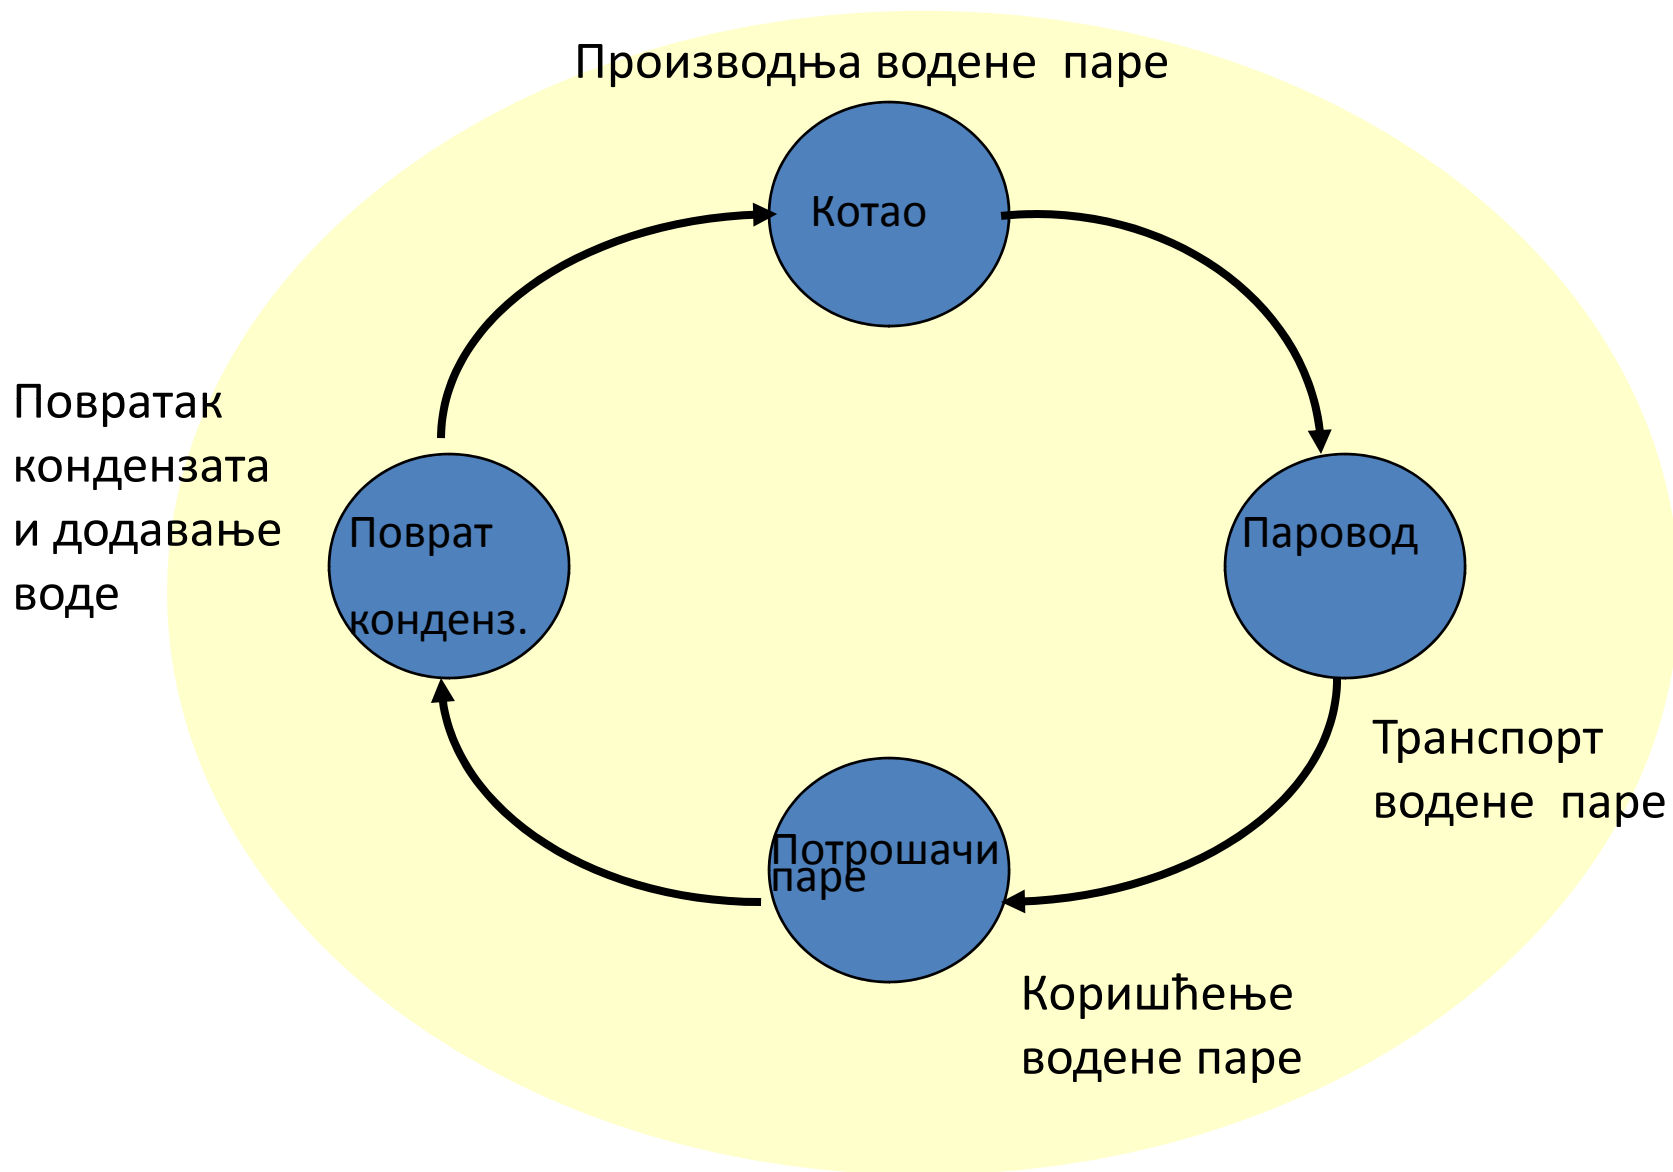 Производња водене  паре
Котао
Повратак
кондензата
и додавање
воде
Поврат
конденз.
Паровод
Транспорт
водене  паре
Потрошачи
паре
Коришћење
водене паре